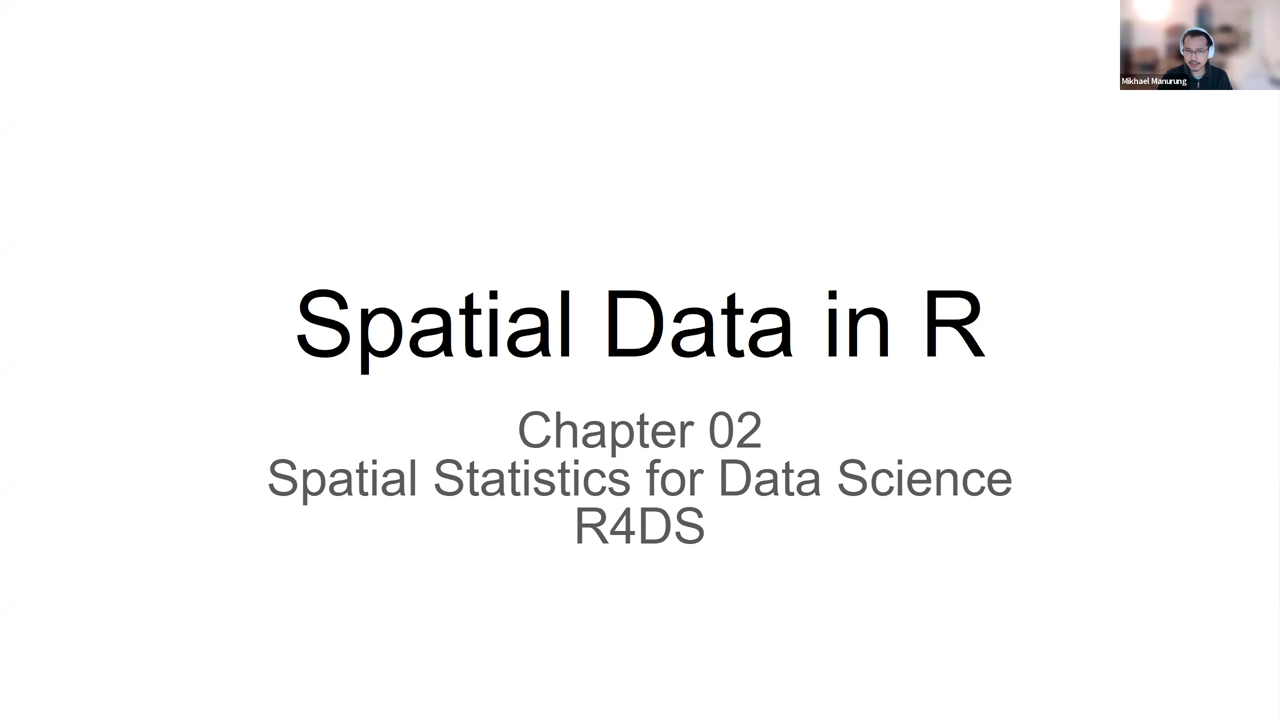 Mikhael Manurung
Spatial Data in R
Chapter 02
Spatial Statistics for Data Science
R4DS